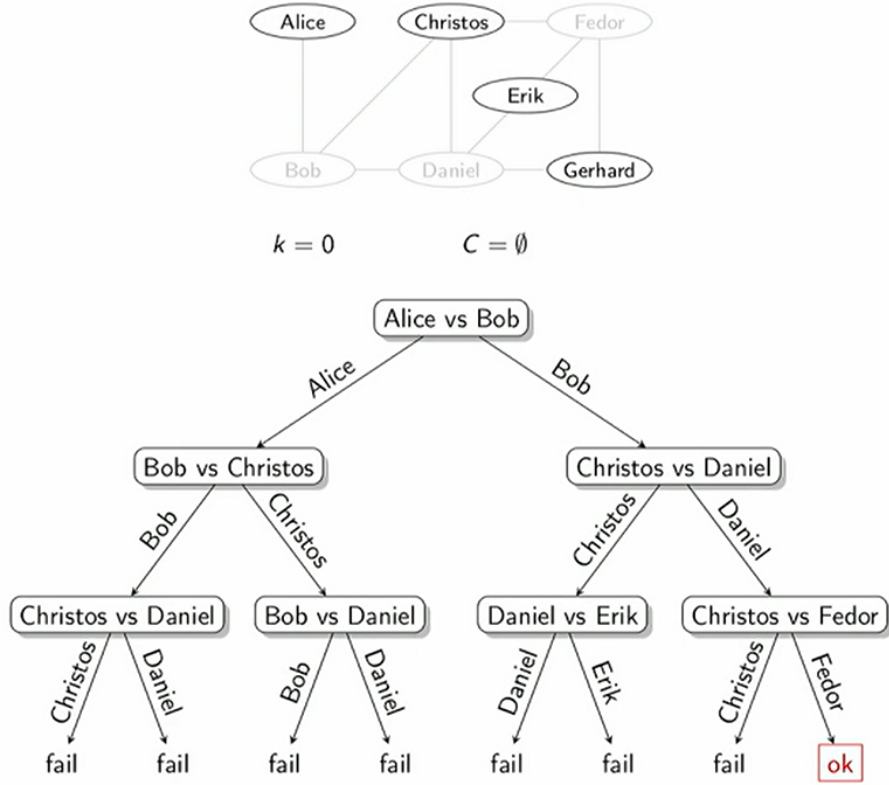 Alice Christos Fedor
Erik
Bob Daniel Gerhard
k = 0 C = ∅
Alice vs Bob
Alice Bob
Bob vs Christos Christos vs Daniel
Bob Christos Christos Daniel
Christos vs Daniel Bob vs Daniel Daniel vs Erik Christos vs Fedor
Christos Daniel Bob Daniel Daniel Erik Christos Fedor
fail fail fail fail fail fail fail ok